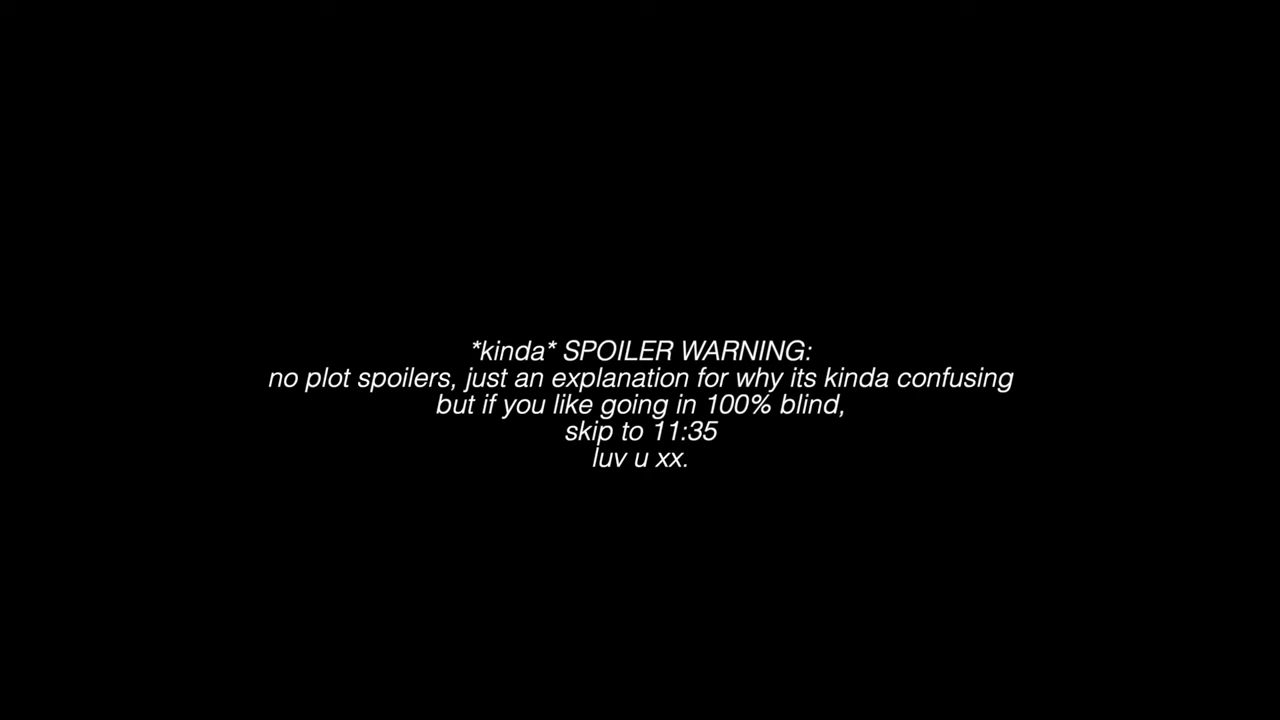 *kinda* SPOILER WARNING:
no plot spoilers, just an explanation for why its kinda confusing
but if you like going in 100% blind,
skip to 11:35
luv u xx.